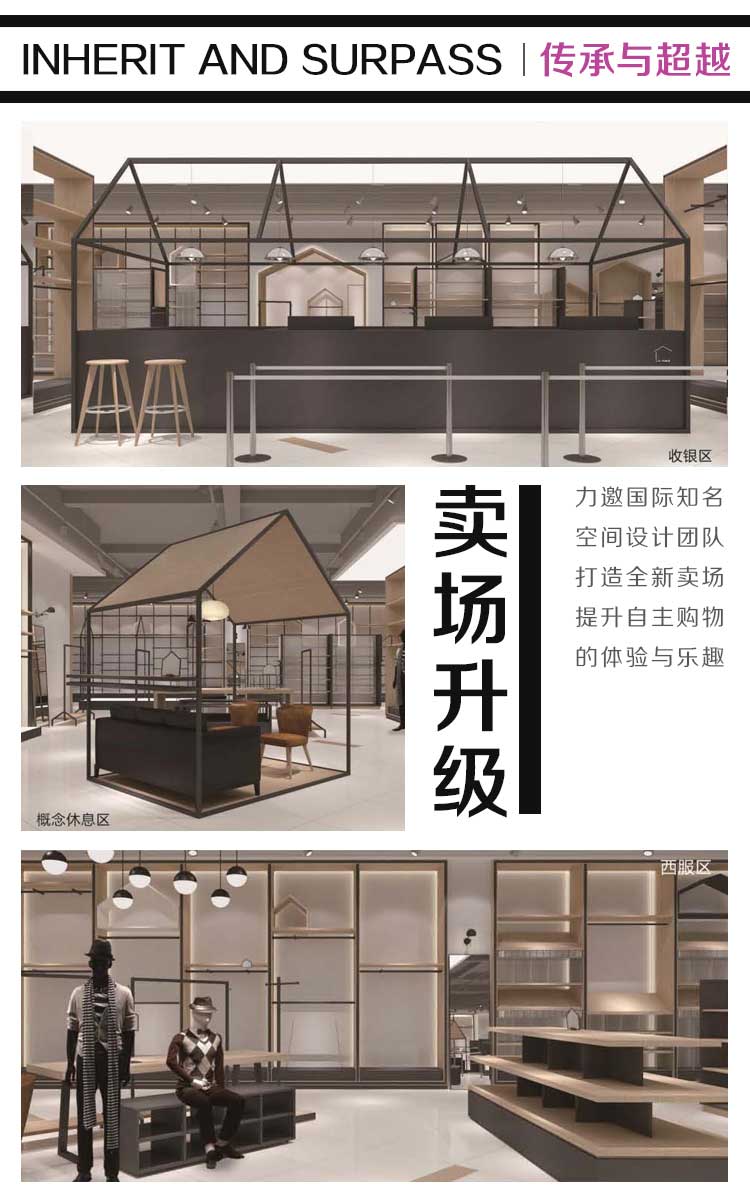 INHERIT AND SURPASS | 传承与超越
收银区
卖场升级
力邀国际知名
空间设计团队
打造全新卖场
提升自主购物
的体验与乐趣
概念休息区
西服区